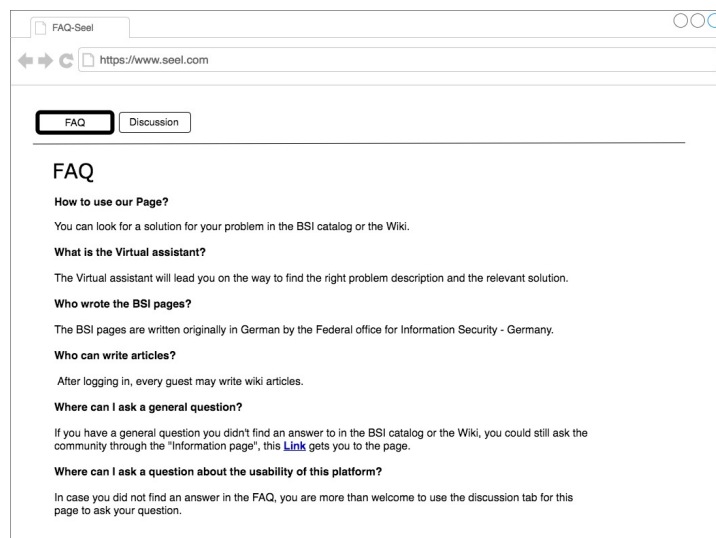 FAQ-Seel
https://www.seel.com
FAQ
Discussion
FAQ
How to use our Page?
You can look for a solution for your problem in the BSI catalog or the Wiki.
What is the Virtual assistant?
The Virtual assistant will lead you on the way to find the right problem description and the relevant solution.
Who wrote the BSI pages?
The BSI pages are written originally in German by the Federal office for Information Security - Germany.
Who can write articles?
After logging in, every guest may write wiki articles.
Where can I ask a general question?
If you have a general question you didn't find an answer to in the BSI catalog or the Wiki, you could still ask the
community through the "Information page", this Link gets you to the page.
Where can I ask a question about the usability of this platform?
In case you did not find an answer in the FAQ, you are more than welcome to use the discussion tab for this
page to ask your question.